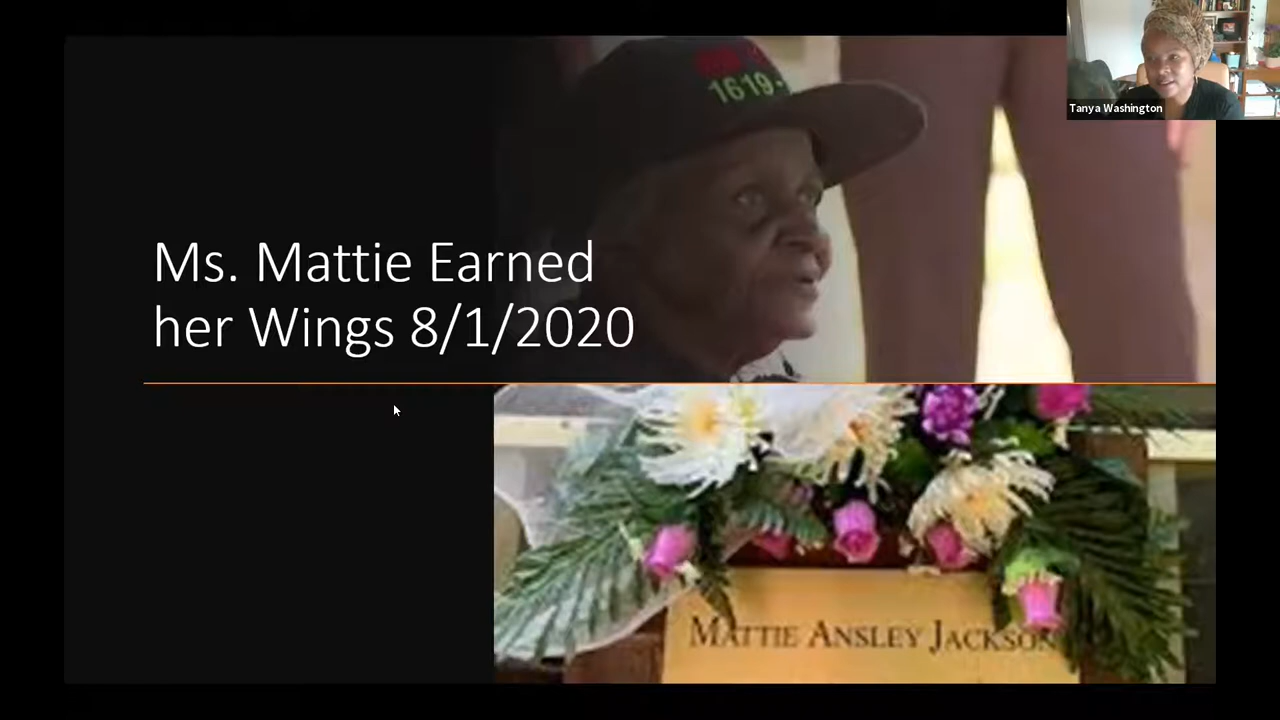 1619-
Tanya Washington
Ms. Mattie Earned
her Wings 8/1/2020
MATTIE ANSLEY JACKSON